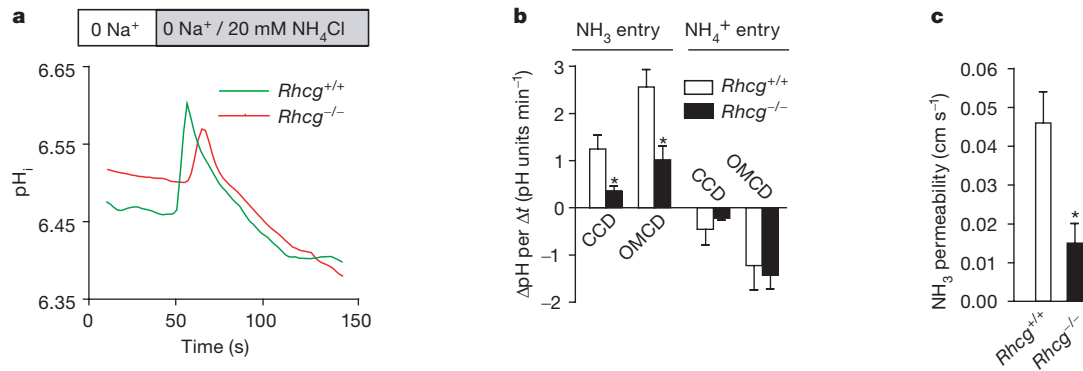 a
0 Na⁺
0 Na⁺ / 20 mM NH₄Cl
6.65
6.55
6.45
6.35
pHᵢ
Rhcg⁺/⁺
Rhcg⁻/⁻
0
50
100
150
Time (s)
b
NH₃ entry
NH₄⁺ entry
3
2
1
0
−1
−2
ΔpH per Δt (pH units min⁻¹)
Rhcg⁺/⁺
Rhcg⁻/⁻
*
*
CCD
OMCD
CCD
OMCD
c
0.06
0.05
0.04
0.03
0.02
0.01
0.00
NH₃ permeability (cm s⁻¹)
*
Rhcg⁺/⁺
Rhcg⁻/⁻